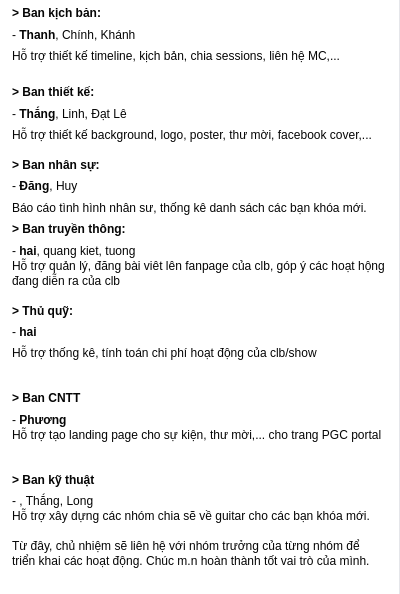 > Ban kịch bản:
- Thanh, Chính, Khánh
Hỗ trợ thiết kế timeline, kịch bản, chia sessions, liên hệ MC,...
> Ban thiết kế:
- Thắng, Linh, Đạt Lê
Hỗ trợ thiết kế background, logo, poster, thư mời, facebook cover,...
> Ban nhân sự:
- Đăng, Huy
Báo cáo tình hình nhân sư, thống kê danh sách các bạn khóa mới.
> Ban truyền thông:
- hai, quang kiet, tuong
Hỗ trợ quản lý, đăng bài viêt lên fanpage của clb, góp ý các hoạt hộng
đang diễn ra của clb
> Thủ quỹ:
- hai
Hỗ trợ thống kê, tính toán chi phí hoạt động của clb/show
> Ban CNTT
- Phương
Hỗ trợ tạo landing page cho sự kiện, thư mời,... cho trang PGC portal
> Ban kỹ thuật
- , Thắng, Long
Hỗ trợ xây dựng các nhóm chia sẽ về guitar cho các bạn khóa mới.
Từ đây, chủ nhiệm sẽ liên hệ với nhóm trưởng của từng nhóm để
triển khai các hoạt động. Chúc m.n hoàn thành tốt vai trò của mình.